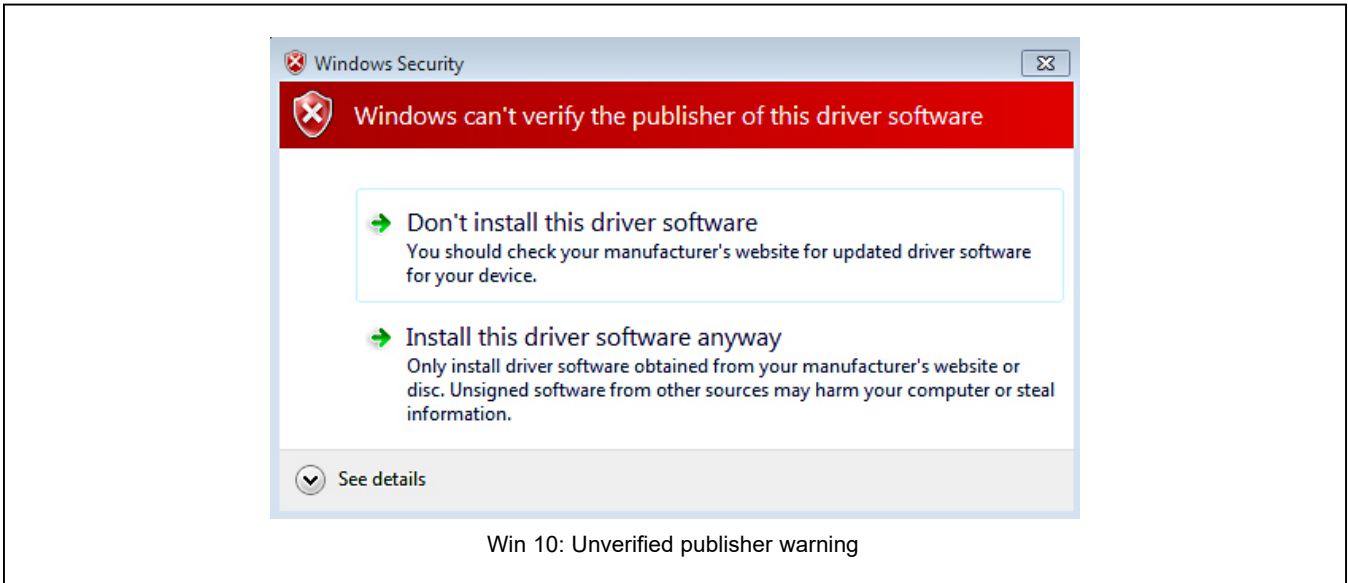 Windows Security
Windows can't verify the publisher of this driver software
Don't install this driver software
You should check your manufacturer's website for updated driver software
for your device.
Install this driver software anyway
Only install driver software obtained from your manufacturer's website or
disc. Unsigned software from other sources may harm your computer or steal
information.
See details
Win 10: Unverified publisher warning